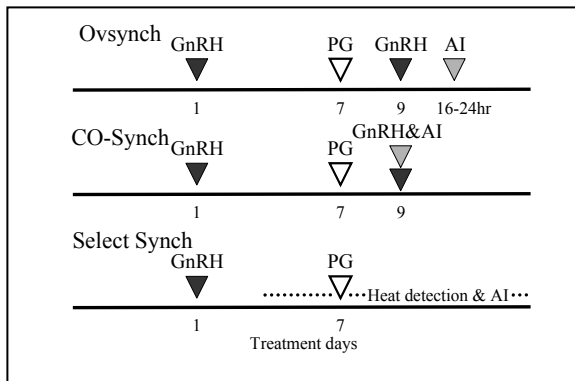 Ovsynch
GnRH PG GnRH AI
1 7 9 16-24hr
CO-Synch
GnRH PG GnRH&AI
1 7 9
Select Synch
GnRH PG
Heat detection & AI
1 7
Treatment days